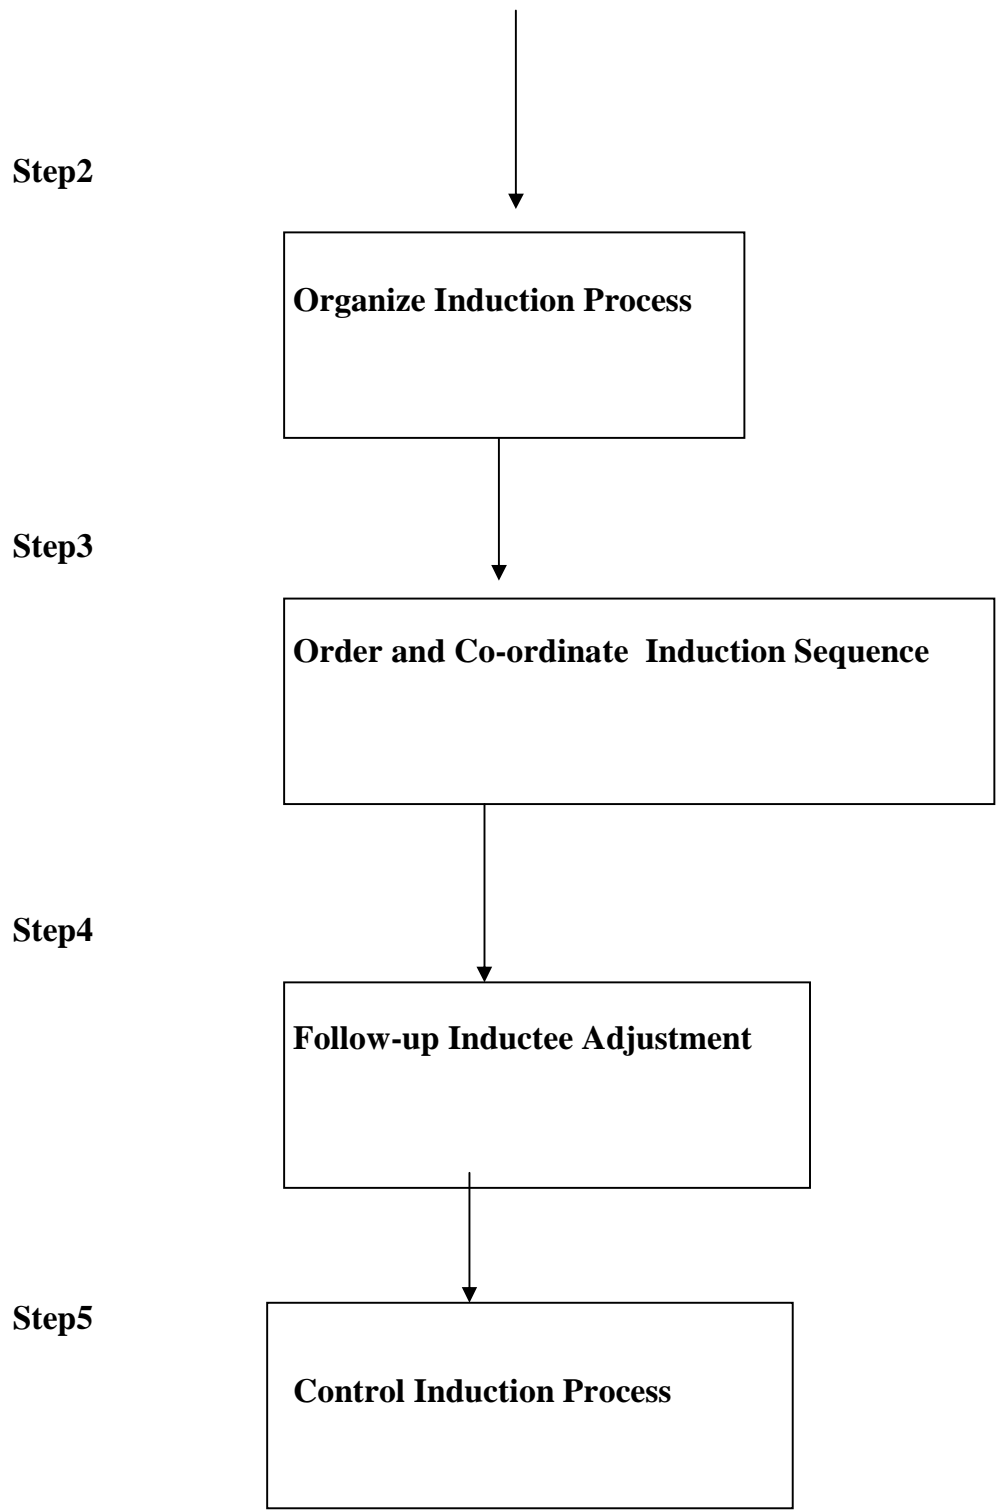 Step2
Organize Induction Process
Step3
Order and Co-ordinate  Induction Sequence
Step4
Follow-up Inductee Adjustment
Step5
Control Induction Process